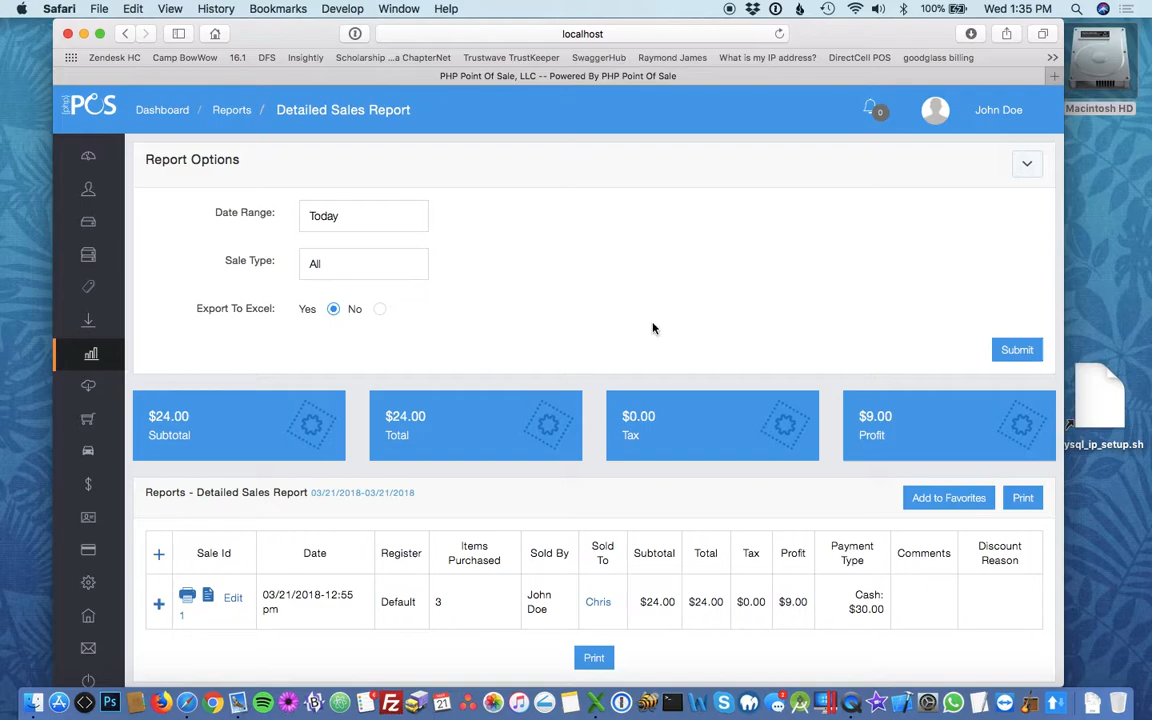 Safari File Edit View History Bookmarks Develop Window Help 100% Wed 1:35 PM
localhost
Zendesk HC Camp BowWow 16.1 DFS Insightly Scholarship ...a ChapterNet Trustwave TrustKeeper SwaggerHub Raymond James What is my IP address? DirectCell POS goodglass billing >>
PHP Point Of Sale, LLC -- Powered By PHP Point Of Sale
Macintosh HD
php POS Dashboard / Reports / Detailed Sales Report 0 John Doe
Report Options
Date Range: Today
Sale Type: All
Export To Excel: Yes No
Submit
$24.00 $24.00 $0.00 $9.00
Subtotal Total Tax Profit
ysql_ip_setup.sh
Reports - Detailed Sales Report 03/21/2018-03/21/2018 Add to Favorites Print
Sale Id Date Register Items Purchased Sold By Sold To Subtotal Total Tax Profit Payment Type Comments Discount Reason
Edit 1 03/21/2018-12:55 pm Default 3 John Doe Chris $24.00 $24.00 $0.00 $9.00 Cash: $30.00
Print